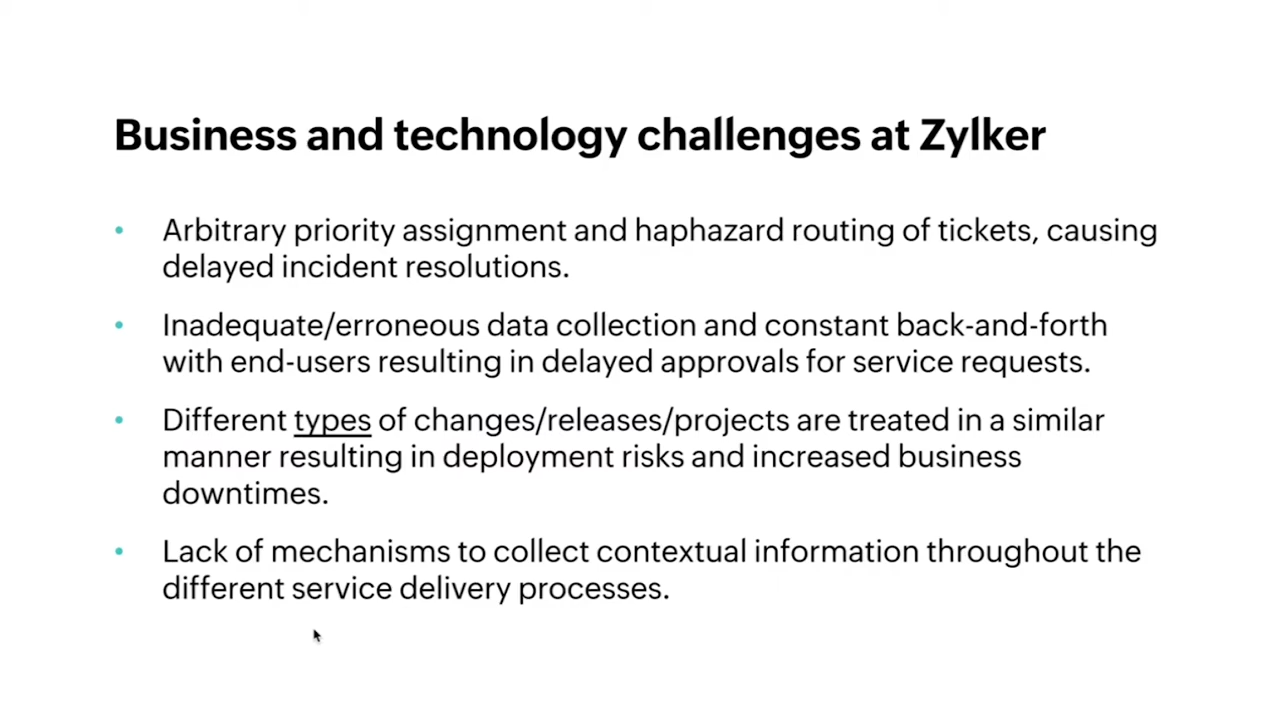 Business and technology challenges at Zylker
• Arbitrary priority assignment and haphazard routing of tickets, causing
delayed incident resolutions.
• Inadequate/erroneous data collection and constant back-and-forth
with end-users resulting in delayed approvals for service requests.
• Different types of changes/releases/projects are treated in a similar
manner resulting in deployment risks and increased business
downtimes.
• Lack of mechanisms to collect contextual information throughout the
different service delivery processes.